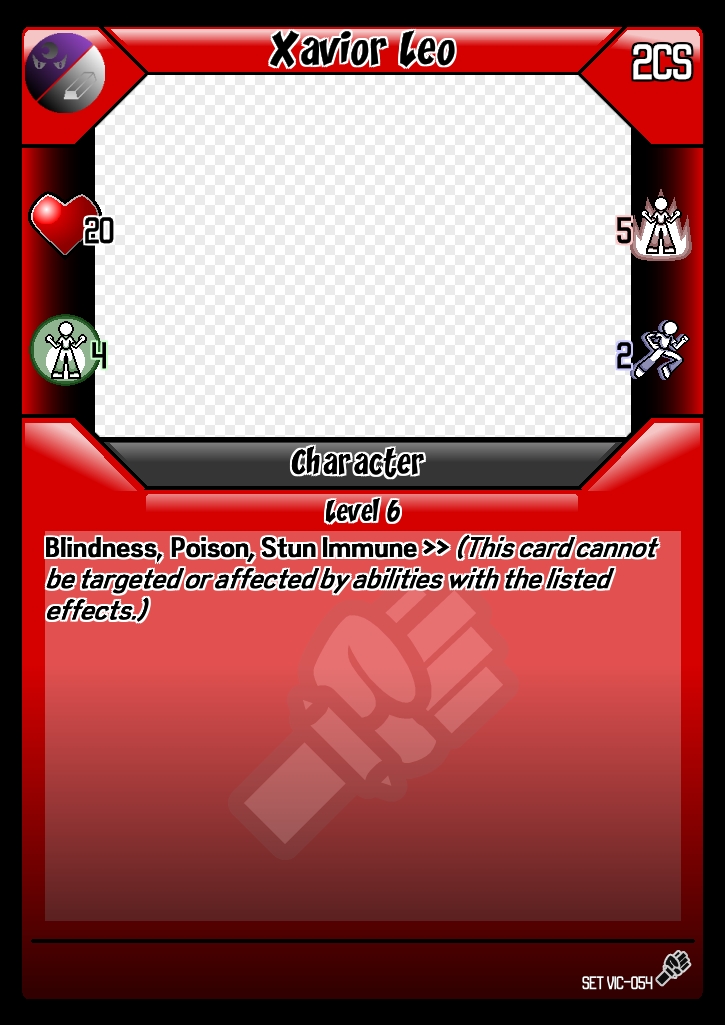 Xavior Leo
2CS
20
5
4
2
Character
Level 6
Blindness, Poison, Stun Immune >> (This card cannot
be targeted or affected by abilities with the listed
effects.)
SET VIC-054